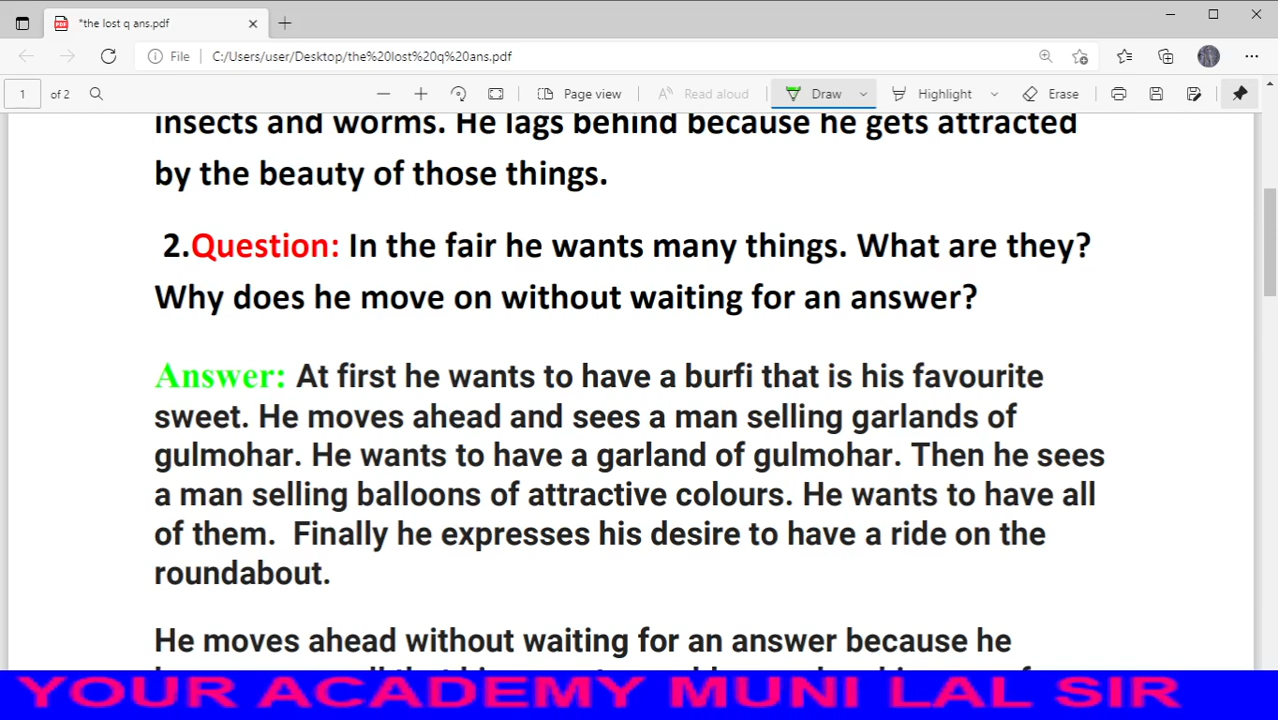 *the lost q ans.pdf
File C:/Users/user/Desktop/the%20lost%20q%20ans.pdf
1 of 2 Page view Read aloud Draw Highlight Erase
insects and worms. He lags behind because he gets attracted
by the beauty of those things.
2.Question: In the fair he wants many things. What are they?
Why does he move on without waiting for an answer?
Answer: At first he wants to have a burfi that is his favourite
sweet. He moves ahead and sees a man selling garlands of
gulmohar. He wants to have a garland of gulmohar. Then he sees
a man selling balloons of attractive colours. He wants to have all
of them. Finally he expresses his desire to have a ride on the
roundabout.
He moves ahead without waiting for an answer because he
YOUR ACADEMY MUNI LAL SIR